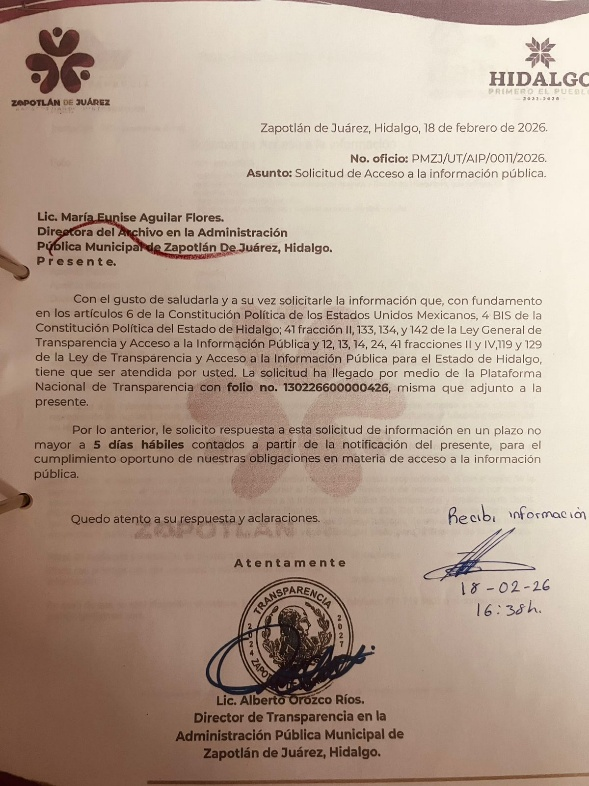 ZAPOTLÁN DE JUÁREZ
HIDALGO
PRIMERO EL PUEBLO
Zapotlán de Juárez, Hidalgo, 18 de febrero de 2026.
No. oficio: PMZJ/UT/AIP/0011/2026.
Asunto: Solicitud de Acceso a la información pública.
Lic. María Eunise Aguilar Flores.
Directora del Archivo en la Administración
Pública Municipal de Zapotlán De Juárez, Hidalgo.
P r e s e n t e.
Con el gusto de saludarla y a su vez solicitarle la información que, con fundamento
en los artículos 6 de la Constitución Política de los Estados Unidos Mexicanos, 4 BIS de la
Constitución Política del Estado de Hidalgo; 41 fracción II, 133, 134, y 142 de la Ley General de
Transparencia y Acceso a la Información Pública y 12, 13, 14, 24, 41 fracciones II y IV,119 y 129
de la Ley de Transparencia y Acceso a la Información Pública para el Estado de Hidalgo,
tiene que ser atendida por usted. La solicitud ha llegado por medio de la Plataforma
Nacional de Transparencia con folio no. 130226600000426, misma que adjunto a la
presente.
Por lo anterior, le solicito respuesta a esta solicitud de información en un plazo no
mayor a 5 días hábiles contados a partir de la notificación del presente, para el
cumplimiento oportuno de nuestras obligaciones en materia de acceso a la información
pública.
Quedo atento a su respuesta y aclaraciones.
Recibi información
18-02-26
16:38h.
A t e n t a m e n t e
TRANSPARENCIA
2024 2027
Lic. Alberto Orozco Ríos.
Director de Transparencia en la
Administración Pública Municipal de
Zapotlán de Juárez, Hidalgo.